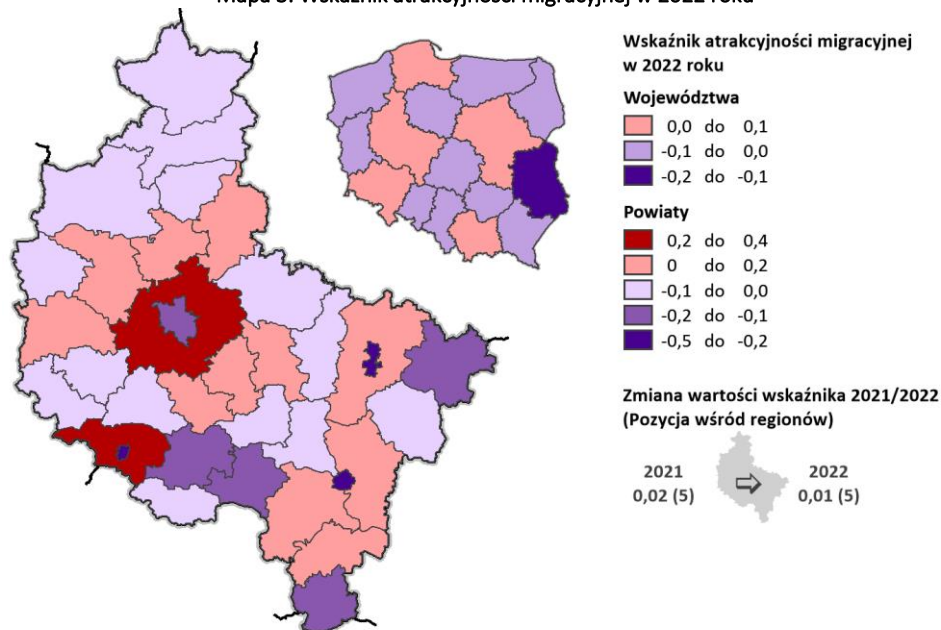 Mapa 5. Wskaźnik atrakcyjności migracyjnej w 2022 roku
Wskaźnik atrakcyjności migracyjnej
w 2022 roku
Województwa
0,0 do 0,1
-0,1 do 0,0
-0,2 do -0,1
Powiaty
0,2 do 0,4
0 do 0,2
-0,1 do 0,0
-0,2 do -0,1
-0,5 do -0,2
Zmiana wartości wskaźnika 2021/2022
(Pozycja wśród regionów)
2021 2022
0,02 (5) 0,01 (5)